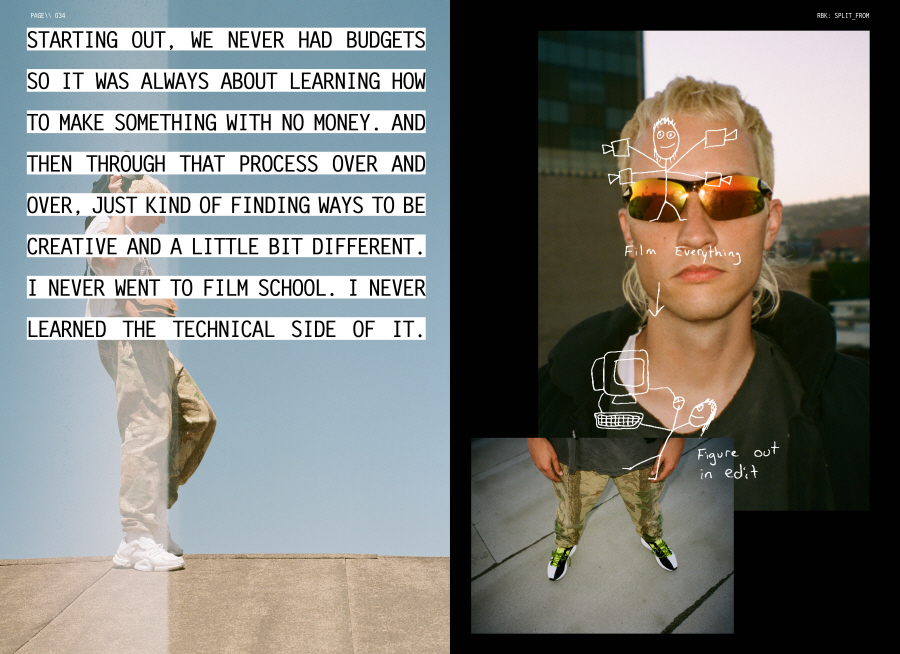 PAGE\\ 034
STARTING OUT, WE NEVER HAD BUDGETS
SO IT WAS ALWAYS ABOUT LEARNING HOW
TO MAKE SOMETHING WITH NO MONEY. AND
THEN THROUGH THAT PROCESS OVER AND
OVER, JUST KIND OF FINDING WAYS TO BE
CREATIVE AND A LITTLE BIT DIFFERENT.
I NEVER WENT TO FILM SCHOOL. I NEVER
LEARNED THE TECHNICAL SIDE OF IT.
RBK: SPLIT_FROM
Film Everything
Figure out
in edit